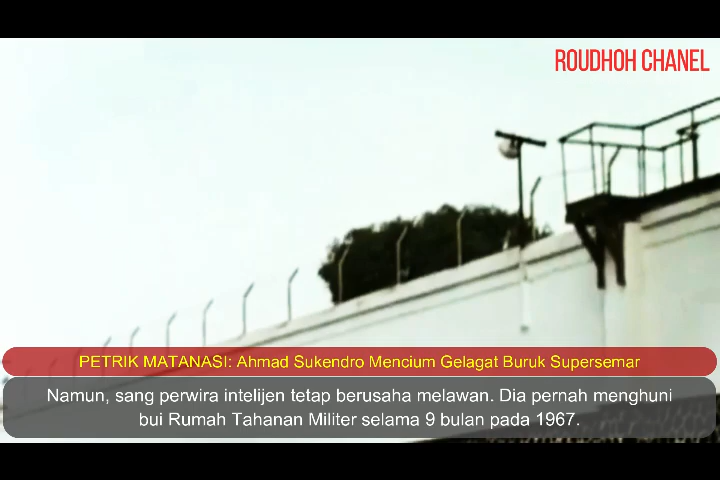 ROUDHOH CHANEL
PETRIK MATANASI: Ahmad Sukendro Mencium Gelagat Buruk Supersemar
Namun, sang perwira intelijen tetap berusaha melawan. Dia pernah menghuni
bui Rumah Tahanan Militer selama 9 bulan pada 1967.